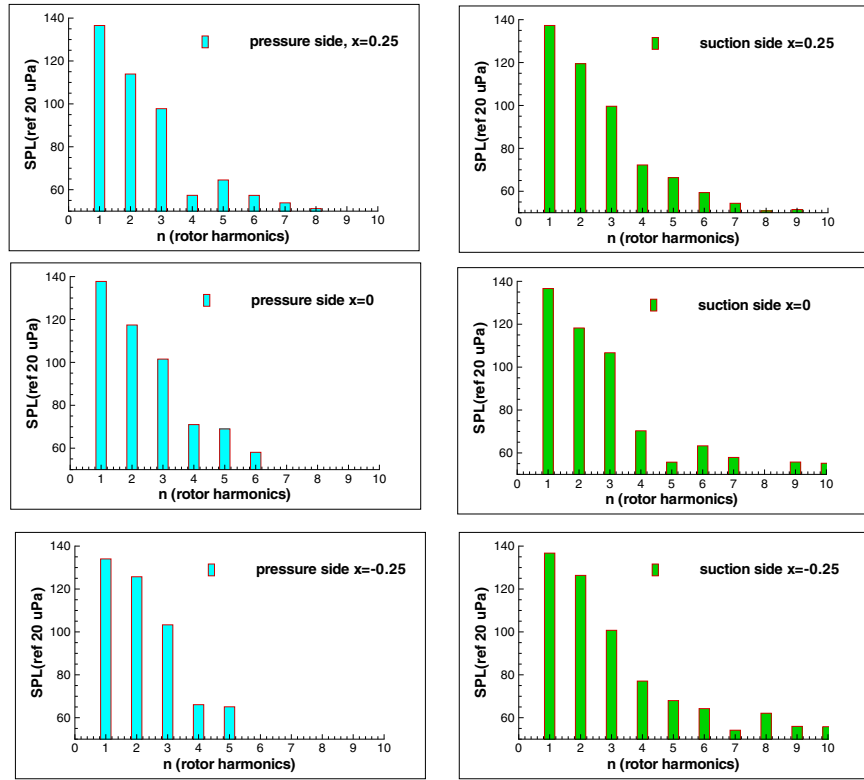 140
120
100
80
60
SPL(ref 20 uPa)
pressure side, x=0.25
0 1 2 3 4 5 6 7 8 9 10
n (rotor harmonics)
140
120
100
80
60
SPL(ref 20 uPa)
suction side x=0.25
0 1 2 3 4 5 6 7 8 9 10
n (rotor harmonics)
140
120
100
80
60
SPL(ref 20 uPa)
pressure side x=0
0 1 2 3 4 5 6 7 8 9 10
n (rotor harmonics)
140
120
100
80
60
SPL(ref 20 uPa)
suction side x=0
0 1 2 3 4 5 6 7 8 9 10
n (rotor harmonics)
140
120
100
80
60
SPL(ref 20 uPa)
pressure side x=-0.25
0 1 2 3 4 5 6 7 8 9 10
n (rotor harmonics)
140
120
100
80
60
SPL(ref 20 uPa)
suction side x=-0.25
0 1 2 3 4 5 6 7 8 9 10
n (rotor harmonics)